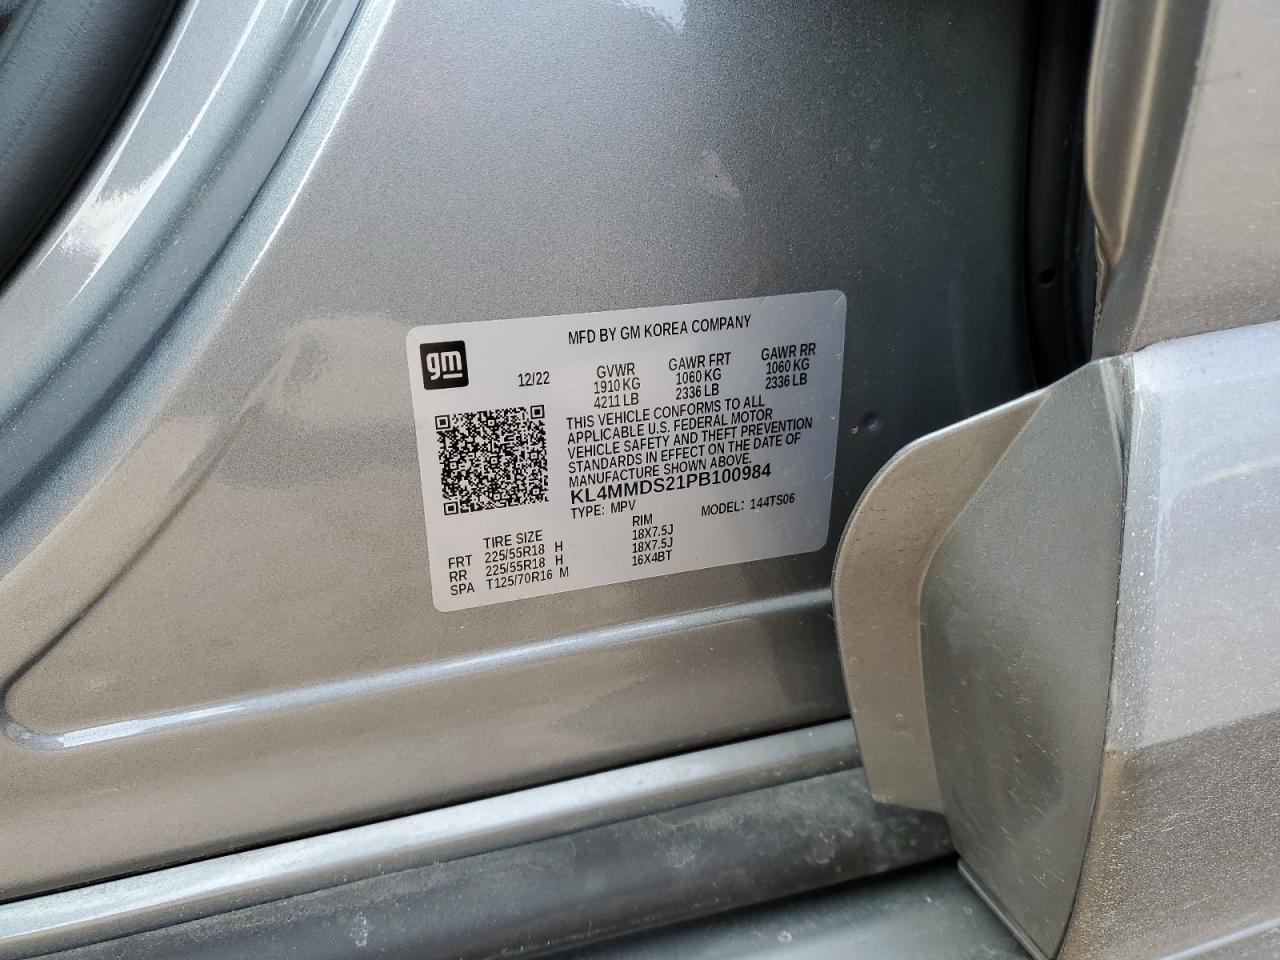 MFD BY GM KOREA COMPANY
gm
12/22
GVWR GAWR FRT GAWR RR
1910 KG 1060 KG 1060 KG
4211 LB 2336 LB 2336 LB
THIS VEHICLE CONFORMS TO ALL
APPLICABLE U.S. FEDERAL MOTOR
VEHICLE SAFETY AND THEFT PREVENTION
STANDARDS IN EFFECT ON THE DATE OF
MANUFACTURE SHOWN ABOVE.
KL4MMDS21PB100984
TYPE: MPV MODEL: 144TS06
TIRE SIZE RIM
FRT 225/55R18 H 18X7.5J
RR 225/55R18 H 18X7.5J
SPA T125/70R16 M 16X4BT